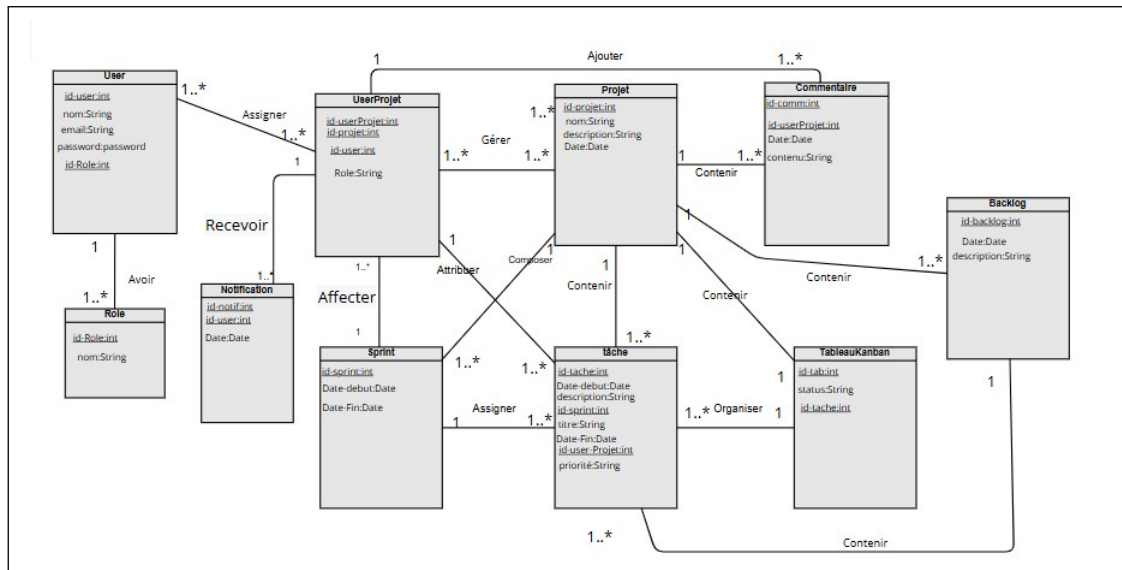 Ajouter
1
1..*
User
id-user:int
nom:String
email:String
password:password
id-Role:int
1..*
Assigner
1..*
UserProjet
id-userProjet:int
id-projet:int
id-user:int
Role:String
1..*
Gérer
1..*
1..*
Projet
id-projet:int
nom:String
description:String
Date:Date
1
Contenir
1..*
Commentaire
id-comm:int
id-userProjet:int
Date:Date
contenu:String
Backlog
id-backlog:int
Date:Date
description:String
1
Recevoir
1..*
1
Avoir
1..*
Role
id-Role:int
nom:String
Notification
id-notif:int
id-user:int
Date:Date
1..*
Affecter
1
1
Attribuer
1..*
1
Composer
1..*
1
Contenir
1..*
1
Contenir
1
1
Contenir
1..*
Sprint
id-sprint:int
Date-debut:Date
Date-Fin:Date
1
Assigner
1..*
tâche
id-tache:int
Date-debut:Date
description:String
id-sprint:int
titre:String
Date-Fin:Date
id-user-Projet:int
priorité:String
1..*
Organiser
1
TableauKanban
id-tab:int
status:String
id-tache:int
1
1..*
Contenir